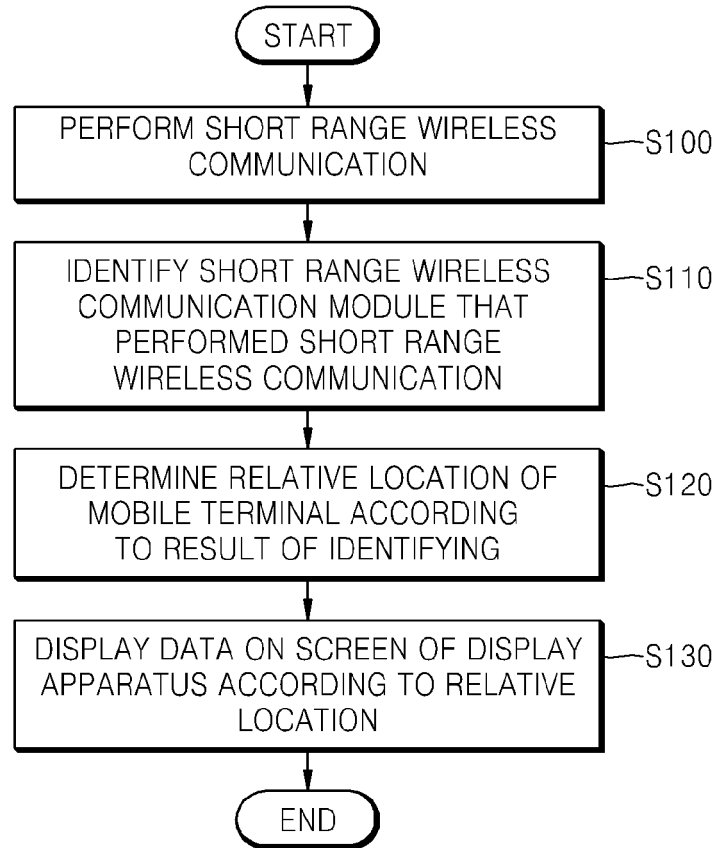 START
PERFORM SHORT RANGE WIRELESS
COMMUNICATION
S100
IDENTIFY SHORT RANGE WIRELESS
COMMUNICATION MODULE THAT
PERFORMED SHORT RANGE
WIRELESS COMMUNICATION
S110
DETERMINE RELATIVE LOCATION OF
MOBILE TERMINAL ACCORDING
TO RESULT OF IDENTIFYING
S120
DISPLAY DATA ON SCREEN OF DISPLAY
APPARATUS ACCORDING TO RELATIVE
LOCATION
S130
END